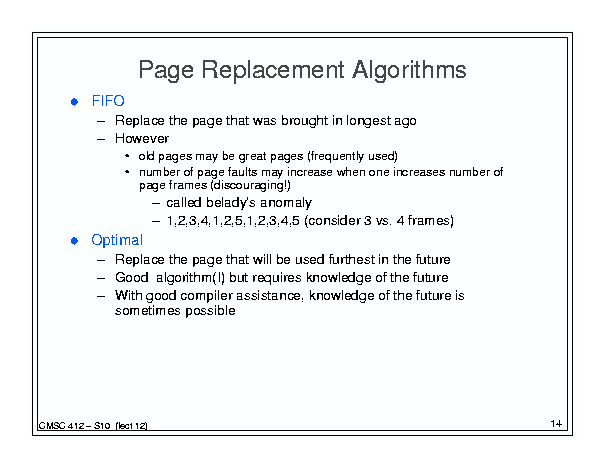 Page Replacement Algorithms
● FIFO
– Replace the page that was brought in longest ago
– However
• old pages may be great pages (frequently used)
• number of page faults may increase when one increases number of
page frames (discouraging!)
– called belady's anomaly
– 1,2,3,4,1,2,5,1,2,3,4,5 (consider 3 vs. 4 frames)
● Optimal
– Replace the page that will be used furthest in the future
– Good algorithm(!) but requires knowledge of the future
– With good compiler assistance, knowledge of the future is
sometimes possible
CMSC 412 – S10 (lect 12)
14